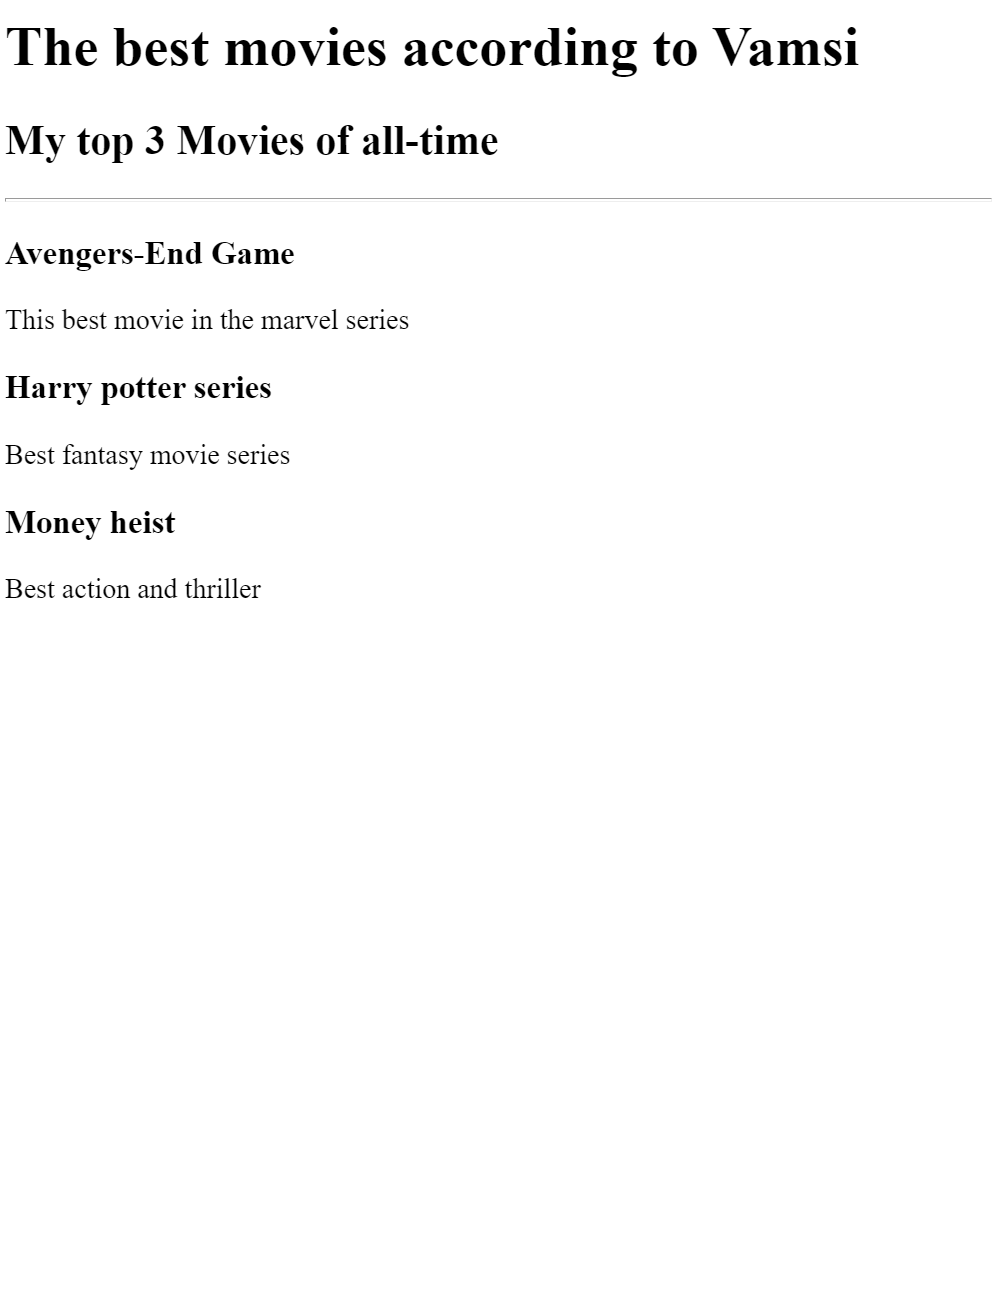 The best movies according to Vamsi
My top 3 Movies of all-time
Avengers-End Game
This best movie in the marvel series
Harry potter series
Best fantasy movie series
Money heist
Best action and thriller